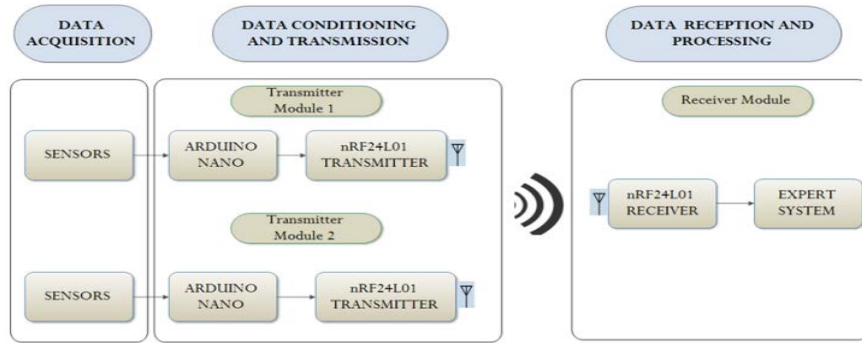 DATA
ACQUISITION
DATA CONDITIONING
AND TRANSMISSION
DATA RECEPTION AND
PROCESSING
Transmitter
Module 1
SENSORS
ARDUINO
NANO
nRF24L01
TRANSMITTER
Transmitter
Module 2
SENSORS
ARDUINO
NANO
nRF24L01
TRANSMITTER
Receiver Module
nRF24L01
RECEIVER
EXPERT
SYSTEM